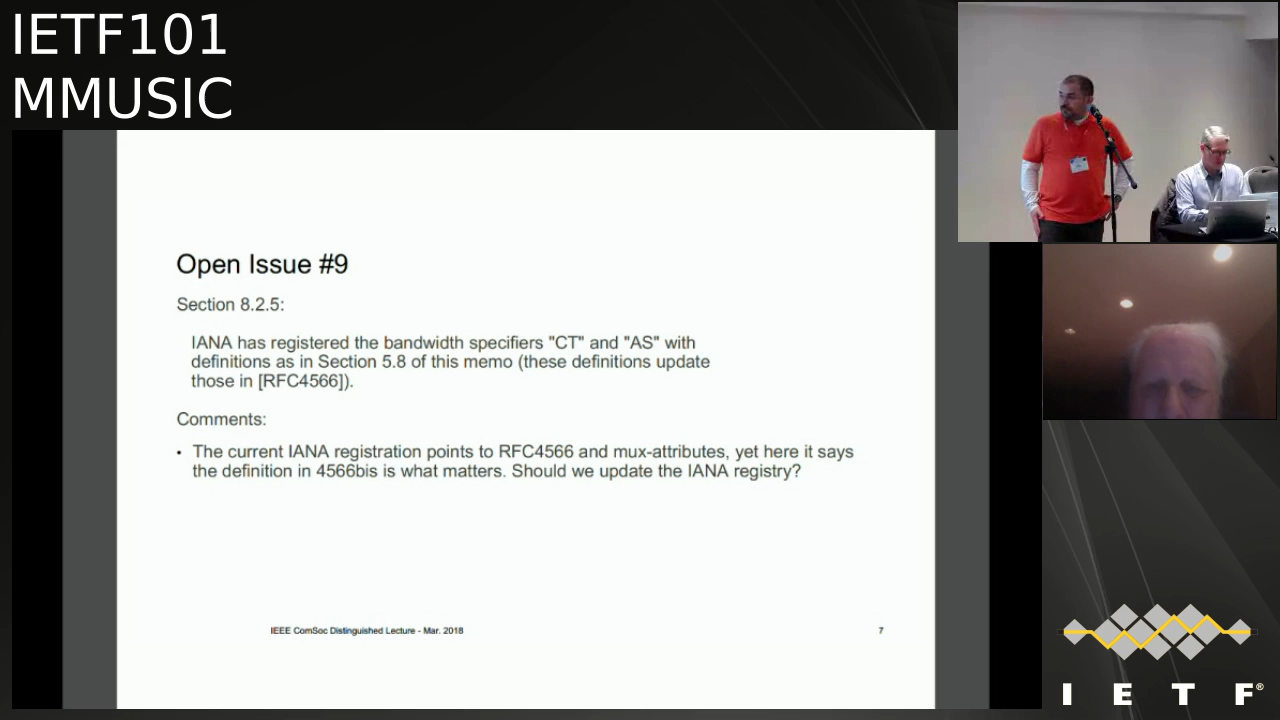 IETF101
MMUSIC
Open Issue #9
Section 8.2.5:
IANA has registered the bandwidth specifiers "CT" and "AS" with
definitions as in Section 5.8 of this memo (these definitions update
those in [RFC4566]).
Comments:
• The current IANA registration points to RFC4566 and mux-attributes, yet here it says
the definition in 4566bis is what matters. Should we update the IANA registry?
IEEE ComSoc Distinguished Lecture - Mar. 2018
7
I E T F®